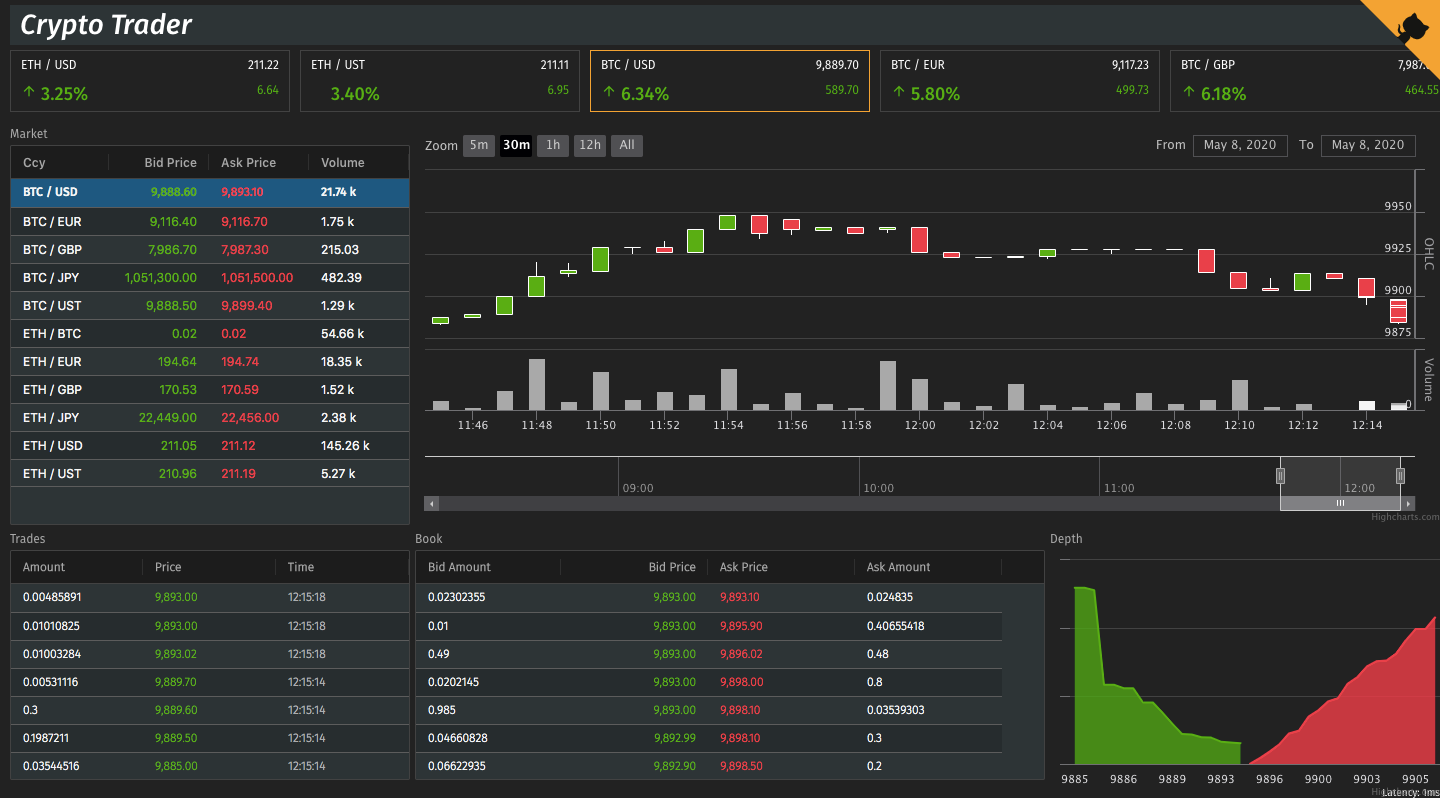 Crypto Trader
ETH / USD 211.22
↑ 3.25% 6.64
ETH / UST 211.11
3.40% 6.95
BTC / USD 9,889.70
↑ 6.34% 589.70
BTC / EUR 9,117.23
↑ 5.80% 499.73
BTC / GBP
↑ 6.18% 464.55
Market
Ccy Bid Price Ask Price Volume
BTC / USD 9,888.60 9,893.10 21.74 k
BTC / EUR 9,116.40 9,116.70 1.75 k
BTC / GBP 7,986.70 7,987.30 215.03
BTC / JPY 1,051,300.00 1,051,500.00 482.39
BTC / UST 9,888.50 9,899.40 1.29 k
ETH / BTC 0.02 0.02 54.66 k
ETH / EUR 194.64 194.74 18.35 k
ETH / GBP 170.53 170.59 1.52 k
ETH / JPY 22,449.00 22,456.00 2.38 k
ETH / USD 211.05 211.12 145.26 k
ETH / UST 210.96 211.19 5.27 k
Zoom 5m 30m 1h 12h All From May 8, 2020 To May 8, 2020
9950
9925
9900
9875
OHLC
Volume
0
11:46 11:48 11:50 11:52 11:54 11:56 11:58 12:00 12:02 12:04 12:06 12:08 12:10 12:12 12:14
09:00 10:00 11:00 12:00
Highcharts.com
Trades
Amount Price Time
0.00485891 9,893.00 12:15:18
0.01010825 9,893.00 12:15:18
0.01003284 9,893.02 12:15:18
0.00531116 9,889.70 12:15:14
0.3 9,889.60 12:15:14
0.1987211 9,889.50 12:15:14
0.03544516 9,885.00 12:15:14
Book
Bid Amount Bid Price Ask Price Ask Amount
0.02302355 9,893.00 9,893.10 0.024835
0.01 9,893.00 9,895.90 0.40655418
0.49 9,893.00 9,896.02 0.48
0.0202145 9,893.00 9,898.00 0.8
0.985 9,893.00 9,898.10 0.03539303
0.04660828 9,892.99 9,898.10 0.3
0.06622935 9,892.90 9,898.50 0.2
Depth
9885 9886 9889 9893 9896 9900 9903 9905
Latency: 1ms